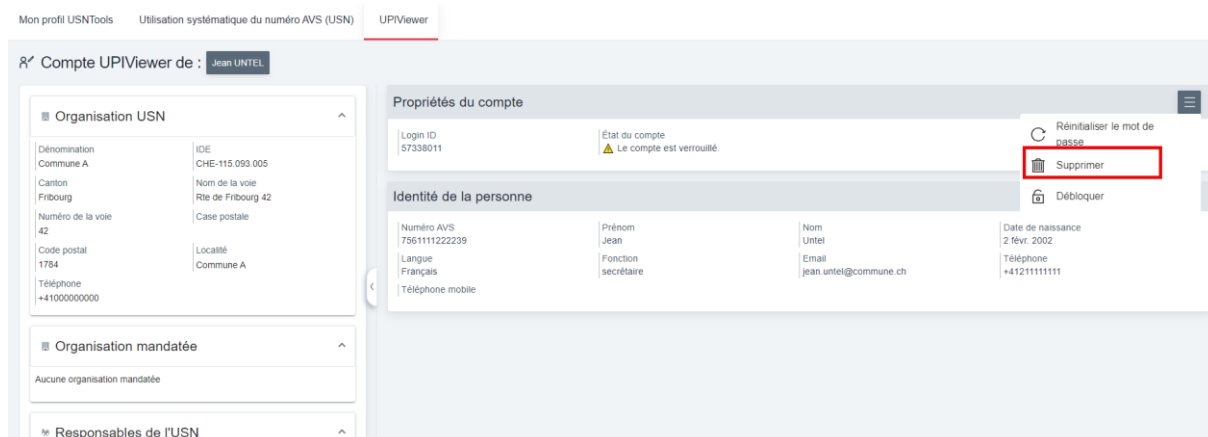 Mon profil USNTools Utilisation systématique du numéro AVS (USN) UPIViewer
Compte UPIViewer de : Jean UNTEL
Organisation USN
Dénomination IDE
Commune A CHE-115.093.005
Canton Nom de la voie
Fribourg Rte de Fribourg 42
Numéro de la voie Case postale
42
Code postal Localité
1784 Commune A
Téléphone
+41000000000
Organisation mandatée
Aucune organisation mandatée
Responsables de l'USN
Propriétés du compte
Login ID État du compte
57338011 Le compte est verrouillé.
Réinitialiser le mot de
passe
Supprimer
Débloquer
Identité de la personne
Numéro AVS Prénom Nom Date de naissance
7561111222239 Jean Untel 2 févr. 2002
Langue Fonction Email Téléphone
Français secrétaire jean.untel@commune.ch +41211111111
Téléphone mobile